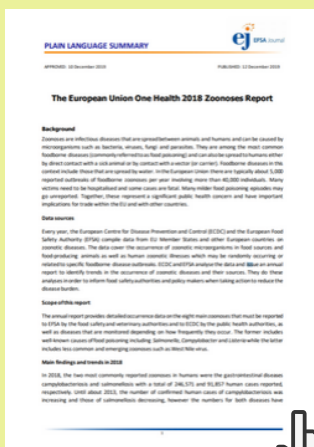 ej EFSA Journal
PLAIN LANGUAGE SUMMARY
APPROVED: 10 December 2019 PUBLISHED: 12 December 2019
The European Union One Health 2018 Zoonoses Report
Background
Zoonoses are infectious diseases that are spread between animals and humans and can be caused by
microorganisms such as bacteria, viruses, fungi and parasites. They are among the most common
foodborne diseases (commonly referred to as food poisoning) and can also be spread to humans either
by direct contact with a sick animal or by contact with a vector (or carrier). Foodborne diseases in this
context include those that are spread by water. In the European Union there are typically about 5,000
reported outbreaks of foodborne zoonoses per year involving more than 40,000 individuals. Many
victims need to be hospitalised and some cases are fatal. Many milder food poisoning episodes may
go unreported. Together, these represent a significant public health concern and have important
implications for trade within the EU and with other countries.
Data sources
Every year, the European Centre for Disease Prevention and Control (ECDC) and the European Food
Safety Authority (EFSA) compile data from EU Member States and other European countries on
zoonotic diseases. The data cover the occurrence of zoonotic microorganisms in food sources and
food-producing animals as well as human zoonotic illnesses which may be randomly occurring or
related to specific foodborne disease outbreaks. ECDC and EFSA analyse the data and issue an annual
report to identify trends in the occurrence of zoonotic diseases and their sources. They do these
analyses in order to inform food safety authorities and policy makers when taking action to reduce the
disease burden.
Scope of this report
The annual report provides detailed occurrence data on the eight main zoonoses that must be reported
to EFSA by the food safety and veterinary authorities and to ECDC by the public health authorities, as
well as diseases that are monitored depending on how frequently they occur. The former includes
well-known causes of food poisoning including Salmonella, Campylobacter and Listeria while the latter
includes less common and emerging zoonoses such as West Nile virus.
Main findings and trends in 2018
In 2018, the two most commonly reported zoonoses in humans were the gastrointestinal diseases
campylobacteriosis and salmonellosis with a total of 246,571 and 91,857 human cases reported,
respectively. Until about 2013, the number of confirmed human cases of campylobacteriosis was
increasing and those of salmonellosis decreasing, however the numbers for both diseases have